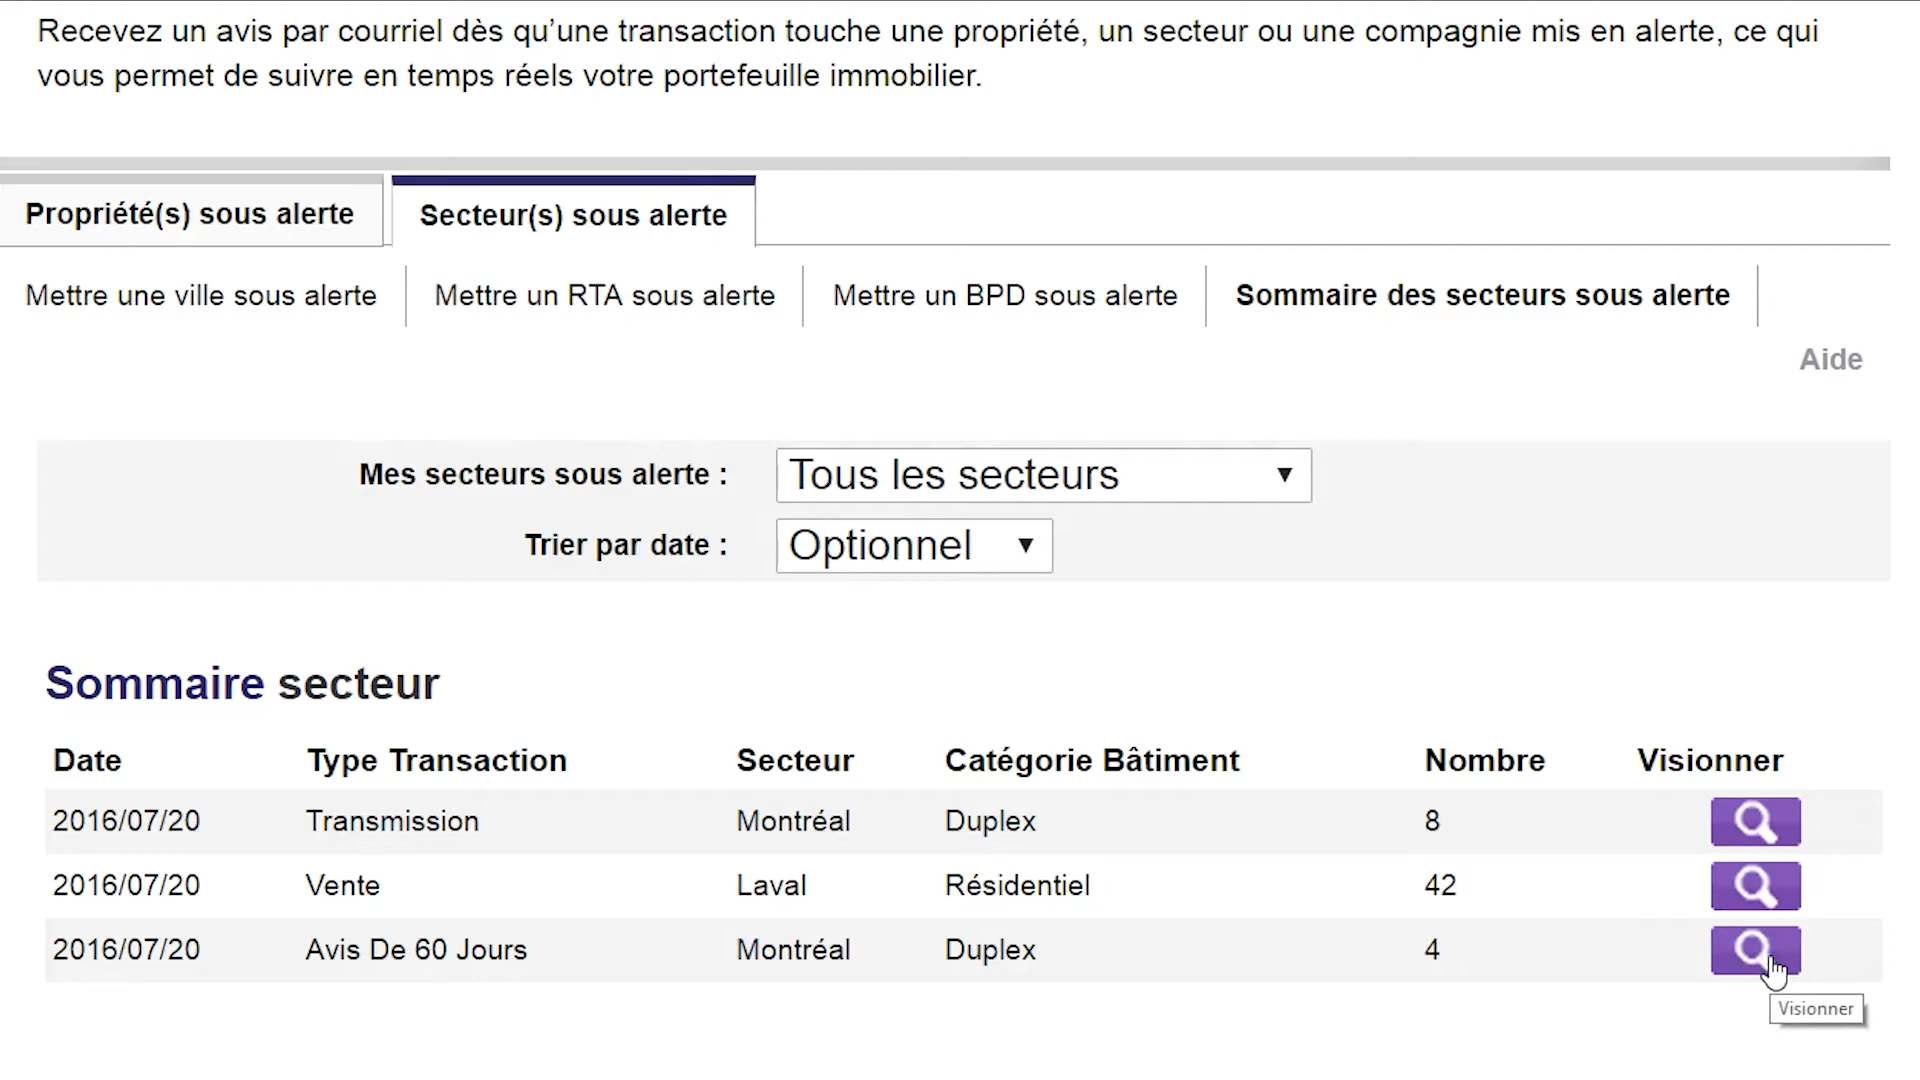 Recevez un avis par courriel dès qu’une transaction touche une propriété, un secteur ou une compagnie mis en alerte, ce qui
vous permet de suivre en temps réels votre portefeuille immobilier.
Propriété(s) sous alerte Secteur(s) sous alerte
Mettre une ville sous alerte Mettre un RTA sous alerte Mettre un BPD sous alerte Sommaire des secteurs sous alerte
Aide
Mes secteurs sous alerte : Tous les secteurs
Trier par date : Optionnel
Sommaire secteur
Date Type Transaction Secteur Catégorie Bâtiment Nombre Visionner
2016/07/20 Transmission Montréal Duplex 8
2016/07/20 Vente Laval Résidentiel 42
2016/07/20 Avis De 60 Jours Montréal Duplex 4
Visionner